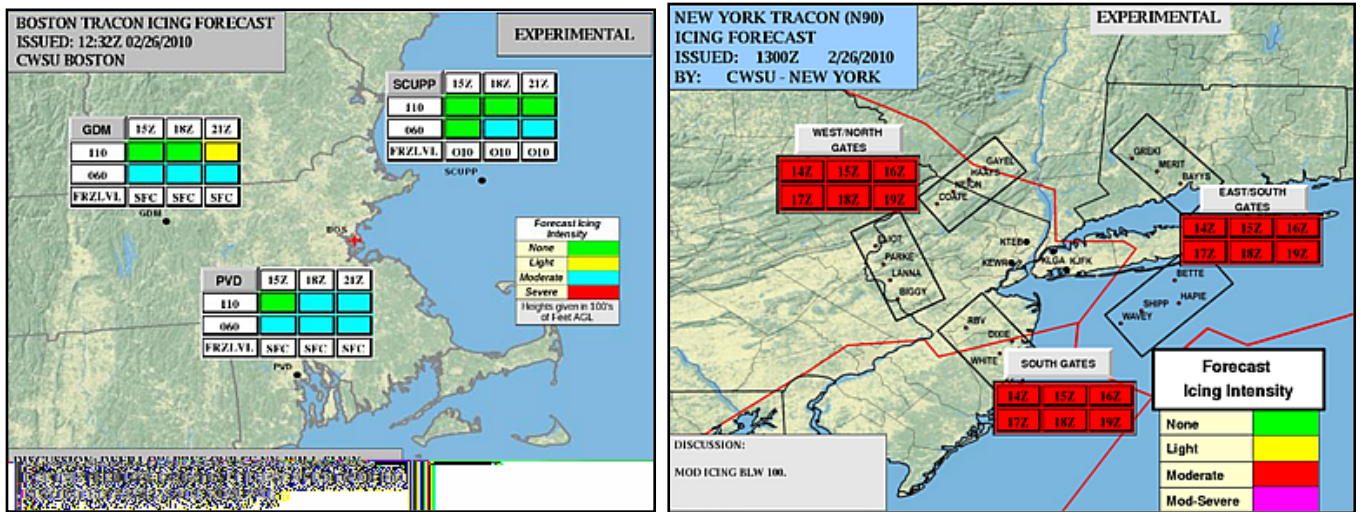 BOSTON TRACON ICING FORECAST
ISSUED: 12:32Z 02/26/2010
CWSU BOSTON
EXPERIMENTAL
SCUPP 15Z 18Z 21Z
110
060
FRZLVL 010 010 010
SCUPP
GDM 15Z 18Z 21Z
110
060
FRZLVL SFC SFC SFC
GDM
BOS
Forecast Icing
Intensity
None
Light
Moderate
Severe
Heights given in 100's
of Feet AGL
PVD 15Z 18Z 21Z
110
060
FRZLVL SFC SFC SFC
PVD
NEW YORK TRACON (N90)
ICING FORECAST
ISSUED: 1300Z 2/26/2010
BY: CWSU - NEW YORK
EXPERIMENTAL
WEST/NORTH
GATES
14Z 15Z 16Z
17Z 18Z 19Z
GAYEL
HAAYS
NEION
COATE
GREKI
MERIT
BAYYS
EAST/SOUTH
GATES
14Z 15Z 16Z
17Z 18Z 19Z
ELIOT
PARKE
LANNA
BIGGY
KTEB
KEWR
KLGA KJFK
BETTE
SHIPP HAPIE
WAVEY
RBV
DIXIE
WHITE
SOUTH GATES
14Z 15Z 16Z
17Z 18Z 19Z
Forecast
Icing Intensity
None
Light
Moderate
Mod-Severe
DISCUSSION:
MOD ICING BLW 100.